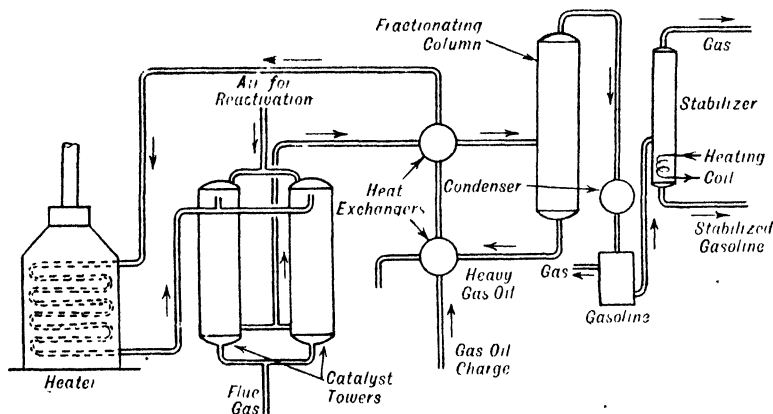 Fractionating
Column
Gas
Air for
Reactivation
Stabilizer
Heating
Coil
Heat
Exchangers
Condenser
Stabilized
Gasoline
Heavy
Gas Oil
Gas
Gasoline
Gas Oil
Charge
Heater
Flue
Gas
Catalyst
Towers